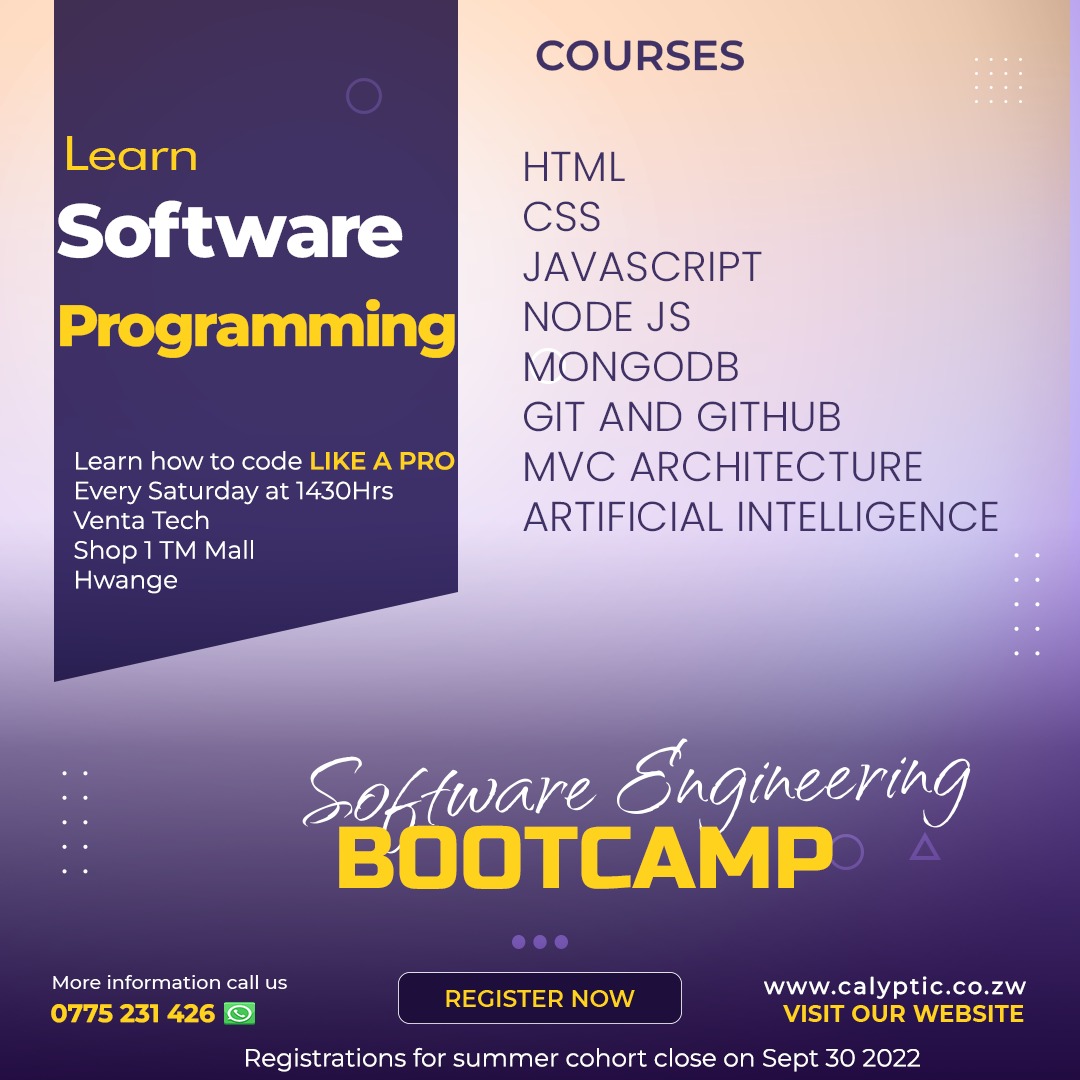 Learn
Software
Programming
Learn how to code LIKE A PRO
Every Saturday at 1430Hrs
Venta Tech
Shop 1 TM Mall
Hwange
COURSES
HTML
CSS
JAVASCRIPT
NODE JS
MONGODB
GIT AND GITHUB
MVC ARCHITECTURE
ARTIFICIAL INTELLIGENCE
Software Engineering
BOOTCAMP
More information call us
0775 231 426
REGISTER NOW
www.calyptic.co.zw
VISIT OUR WEBSITE
Registrations for summer cohort close on Sept 30 2022